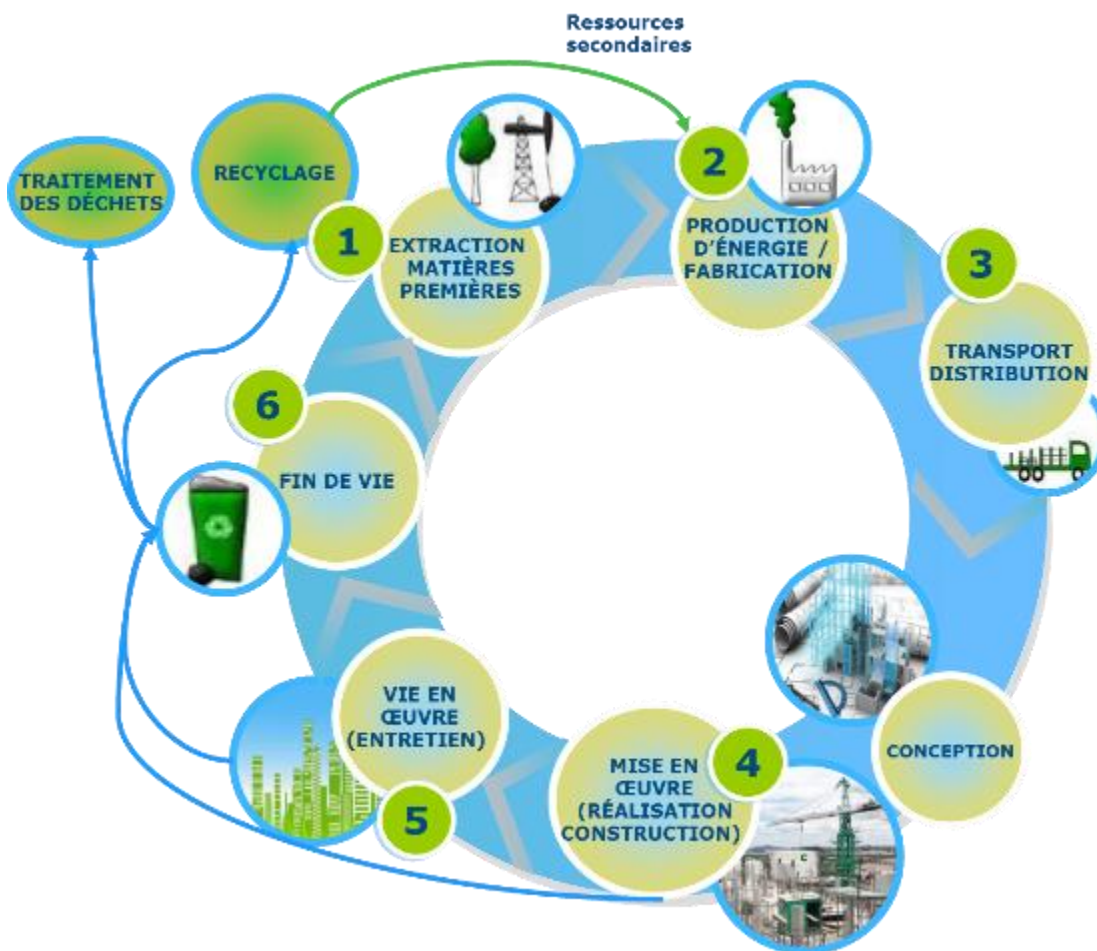 Ressources
secondaires
TRAITEMENT
DES DÉCHETS
RECYCLAGE
1
EXTRACTION
MATIÈRES
PREMIÈRES
2
PRODUCTION
D'ÉNERGIE /
FABRICATION
3
TRANSPORT
DISTRIBUTION
CONCEPTION
4
MISE EN
ŒUVRE
(RÉALISATION
CONSTRUCTION)
5
VIE EN
ŒUVRE
(ENTRETIEN)
6
FIN DE VIE